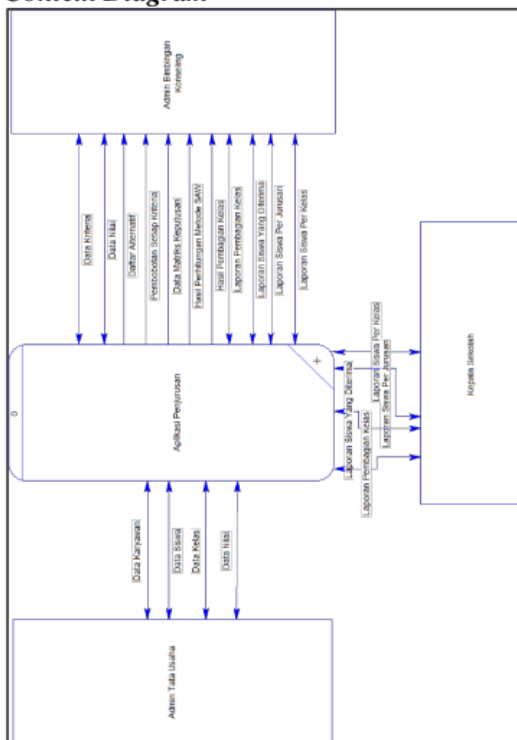 Context Diagram
Admin Bimbingan
Konseling
Data Kriteria
Data Nilai
Daftar Alternatif
Pembobotan Setiap Kriteria
Data Matriks Keputusan
Hasil Perhitungan Metode SAW
Hasil Pembagian Kelas
Laporan Pembagian Kelas
Laporan Siswa Yang Diterima
Laporan Siswa Per Jurusan
Laporan Siswa Per Kelas
0
Aplikasi Penjurusan
+
Laporan Siswa Per Kelas
Laporan Siswa Per Jurusan
Laporan Siswa Yang Diterima
Laporan Pembagian Kelas
Kepala Sekolah
Data Karyawan
Data Siswa
Data Kelas
Data Nilai
Admin Tata Usaha